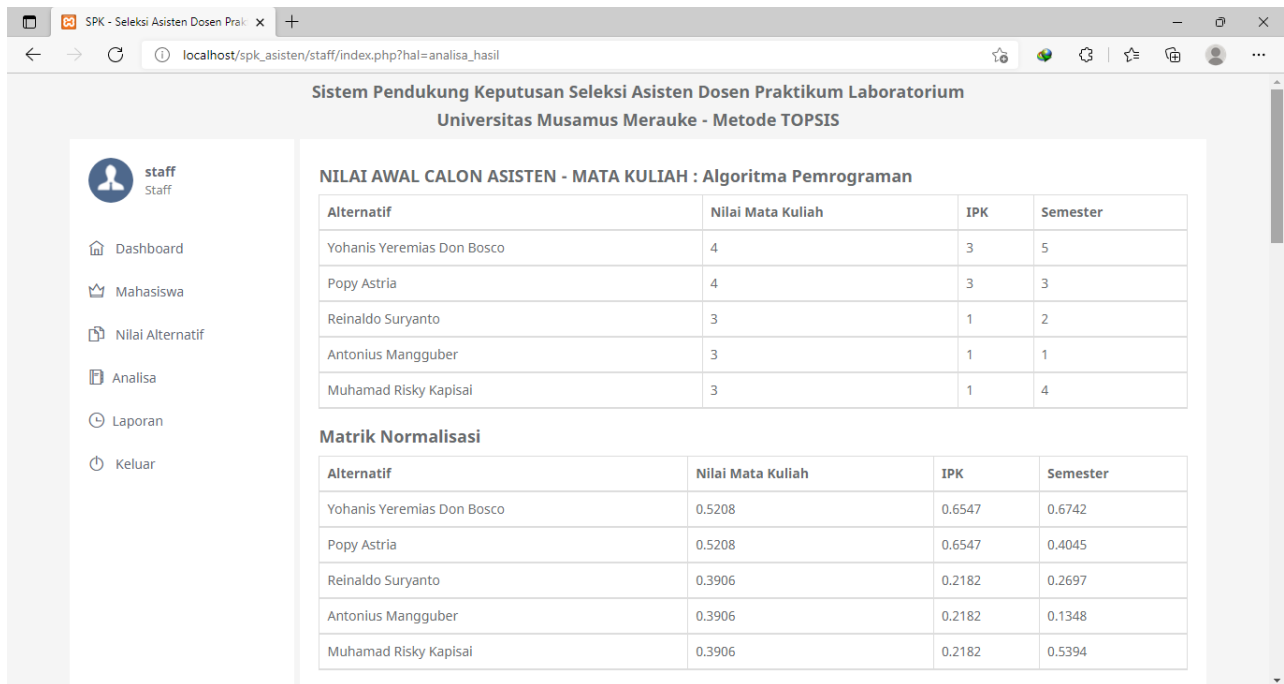 SPK - Seleksi Asisten Dosen Prak
localhost/spk_asisten/staff/index.php?hal=analisa_hasil
Sistem Pendukung Keputusan Seleksi Asisten Dosen Praktikum Laboratorium
Universitas Musamus Merauke - Metode TOPSIS
staff
Staff
Dashboard
Mahasiswa
Nilai Alternatif
Analisa
Laporan
Keluar
NILAI AWAL CALON ASISTEN - MATA KULIAH : Algoritma Pemrograman
Alternatif Nilai Mata Kuliah IPK Semester
Yohanis Yeremias Don Bosco 4 3 5
Popy Astria 4 3 3
Reinaldo Suryanto 3 1 2
Antonius Mangguber 3 1 1
Muhamad Risky Kapisai 3 1 4
Matrik Normalisasi
Alternatif Nilai Mata Kuliah IPK Semester
Yohanis Yeremias Don Bosco 0.5208 0.6547 0.6742
Popy Astria 0.5208 0.6547 0.4045
Reinaldo Suryanto 0.3906 0.2182 0.2697
Antonius Mangguber 0.3906 0.2182 0.1348
Muhamad Risky Kapisai 0.3906 0.2182 0.5394